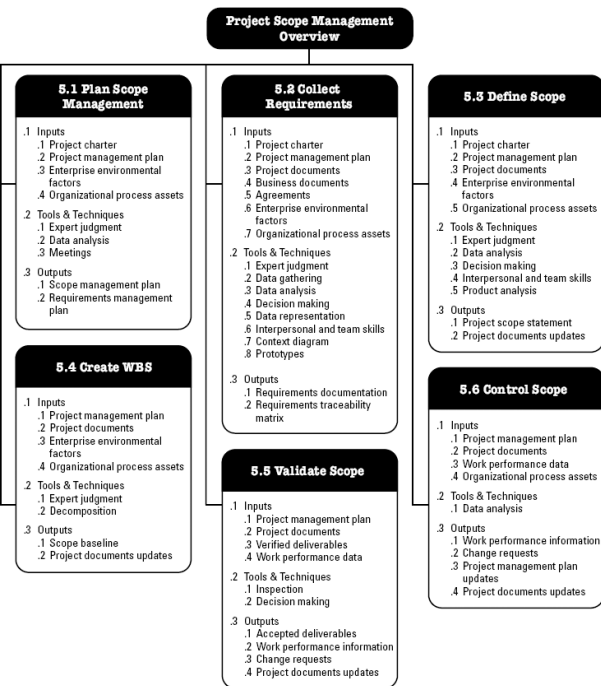 Project Scope Management
Overview
5.1 Plan Scope
Management
.1 Inputs
.1 Project charter
.2 Project management plan
.3 Enterprise environmental
factors
.4 Organizational process assets
.2 Tools & Techniques
.1 Expert judgment
.2 Data analysis
.3 Meetings
.3 Outputs
.1 Scope management plan
.2 Requirements management
plan
5.2 Collect
Requirements
.1 Inputs
.1 Project charter
.2 Project management plan
.3 Project documents
.4 Business documents
.5 Agreements
.6 Enterprise environmental
factors
.7 Organizational process assets
.2 Tools & Techniques
.1 Expert judgment
.2 Data gathering
.3 Data analysis
.4 Decision making
.5 Data representation
.6 Interpersonal and team skills
.7 Context diagram
.8 Prototypes
.3 Outputs
.1 Requirements documentation
.2 Requirements traceability
matrix
5.3 Define Scope
.1 Inputs
.1 Project charter
.2 Project management plan
.3 Project documents
.4 Enterprise environmental
factors
.5 Organizational process assets
.2 Tools & Techniques
.1 Expert judgment
.2 Data analysis
.3 Decision making
.4 Interpersonal and team skills
.5 Product analysis
.3 Outputs
.1 Project scope statement
.2 Project documents updates
5.4 Create WBS
.1 Inputs
.1 Project management plan
.2 Project documents
.3 Enterprise environmental
factors
.4 Organizational process assets
.2 Tools & Techniques
.1 Expert judgment
.2 Decomposition
.3 Outputs
.1 Scope baseline
.2 Project documents updates
5.5 Validate Scope
.1 Inputs
.1 Project management plan
.2 Project documents
.3 Verified deliverables
.4 Work performance data
.2 Tools & Techniques
.1 Inspection
.2 Decision making
.3 Outputs
.1 Accepted deliverables
.2 Work performance information
.3 Change requests
.4 Project documents updates
5.6 Control Scope
.1 Inputs
.1 Project management plan
.2 Project documents
.3 Work performance data
.4 Organizational process assets
.2 Tools & Techniques
.1 Data analysis
.3 Outputs
.1 Work performance information
.2 Change requests
.3 Project management plan
updates
.4 Project documents updates